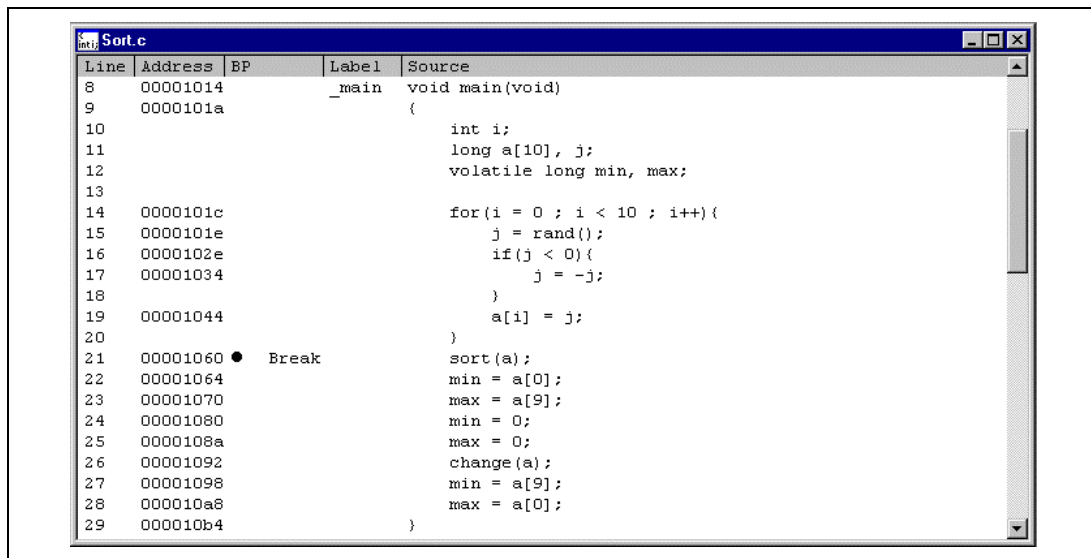 Sort.c
Line Address BP Label Source
8 00001014 _main void main(void)
9 0000101a {
10 int i;
11 long a[10], j;
12 volatile long min, max;
13
14 0000101c for(i = 0 ; i < 10 ; i++){
15 0000101e j = rand();
16 0000102e if(j < 0){
17 00001034 j = -j;
18 }
19 00001044 a[i] = j;
20 }
21 00001060 ● Break sort(a);
22 00001064 min = a[0];
23 00001070 max = a[9];
24 00001080 min = 0;
25 0000108a max = 0;
26 00001092 change(a);
27 00001098 min = a[9];
28 000010a8 max = a[0];
29 000010b4 }